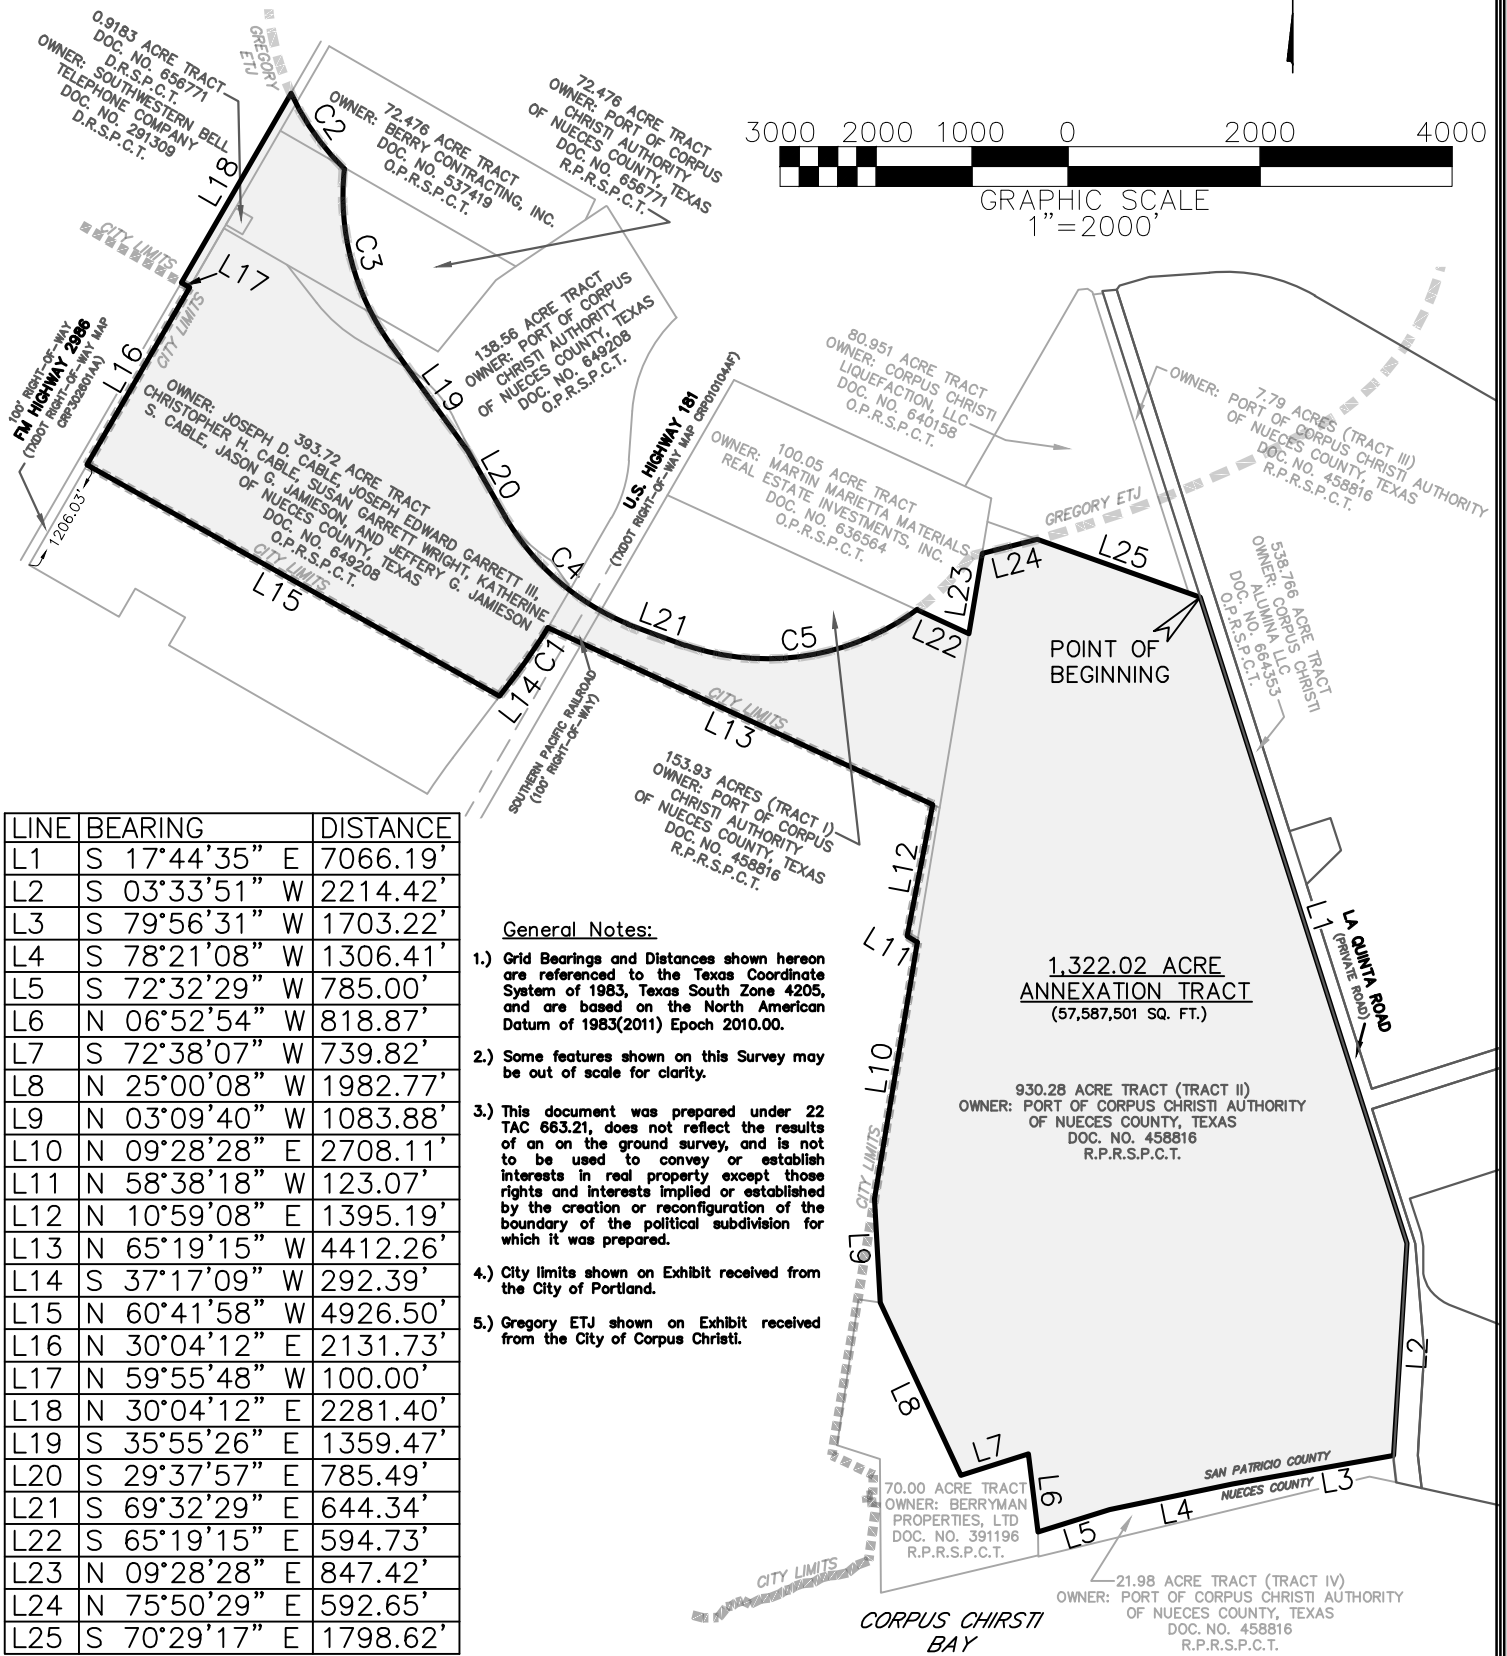 0.9183 ACRE TRACT
DOC. NO. 656771
D.R.S.P.C.T.
OWNER: SOUTHWESTERN BELL
TELEPHONE COMPANY
DOC. NO. 291309
D.R.S.P.C.T.
GREGORY
ETJ
C2
72.476 ACRE TRACT
OWNER: BERRY CONTRACTING, INC.
DOC. NO. 537419
O.P.R.S.P.C.T.
72.476 ACRE TRACT
OWNER: PORT OF CORPUS
CHRISTI AUTHORITY
OF NUECES COUNTY, TEXAS
DOC. NO. 656771
R.P.R.S.P.C.T.
3000 2000 1000 0 2000 4000
GRAPHIC SCALE
1"=2000'
L18
CITY LIMITS
L17
C3
CITY LIMITS
100' RIGHT-OF-WAY
FM HIGHWAY 2986
(TXDOT RIGHT-OF-WAY MAP
CRP302601AA)
L16
138.56 ACRE TRACT
OWNER: PORT OF CORPUS
CHRISTI AUTHORITY
OF NUECES COUNTY, TEXAS
DOC. NO. 649208
O.P.R.S.P.C.T.
L19
393.72 ACRE TRACT
OWNER: JOSEPH D. CABLE, JOSEPH EDWARD GARRETT III,
CHRISTOPHER H. CABLE, SUSAN GARRETT WRIGHT, KATHERINE
S. CABLE, JASON G. JAMIESON, AND JEFFERY G. JAMIESON
OF NUECES COUNTY, TEXAS
DOC. NO. 649208
O.P.R.S.P.C.T.
1206.03'
CITY LIMITS
L15
L20
C4
U.S. HIGHWAY 181
(TXDOT RIGHT-OF-WAY MAP CRP010104AF)
80.951 ACRE TRACT
OWNER: CORPUS CHRISTI
LIQUEFACTION, LLC
DOC. NO. 640158
O.P.R.S.P.C.T.
100.05 ACRE TRACT
OWNER: MARTIN MARIETTA MATERIALS
REAL ESTATE INVESTMENTS, INC.
DOC. NO. 636564
O.P.R.S.P.C.T.
7.79 ACRES (TRACT III)
OWNER: PORT OF CORPUS CHRISTI AUTHORITY
OF NUECES COUNTY, TEXAS
DOC. NO. 458816
R.P.R.S.P.C.T.
GREGORY ETJ
538.766 ACRE TRACT
OWNER: CORPUS CHRISTI
ALUMINA LLC
DOC. NO. 664353
O.P.R.S.P.C.T.
L21
C5
L22
L23
L24
L25
POINT OF
BEGINNING
L14
C1
SOUTHERN PACIFIC RAILROAD
(100' RIGHT-OF-WAY)
CITY LIMITS
L13
153.93 ACRES (TRACT I)
OWNER: PORT OF CORPUS
CHRISTI AUTHORITY
OF NUECES COUNTY, TEXAS
DOC. NO. 458816
R.P.R.S.P.C.T.
L12
L11
L10
CITY LIMITS
L9
L8
L7
L6
L5
L4
L3
L2
L1
LA QUINTA ROAD
(PRIVATE ROAD)
1,322.02 ACRE
ANNEXATION TRACT
(57,587,501 SQ. FT.)
930.28 ACRE TRACT (TRACT II)
OWNER: PORT OF CORPUS CHRISTI AUTHORITY
OF NUECES COUNTY, TEXAS
DOC. NO. 458816
R.P.R.S.P.C.T.
SAN PATRICIO COUNTY
NUECES COUNTY
70.00 ACRE TRACT
OWNER: BERRYMAN
PROPERTIES, LTD
DOC. NO. 391196
R.P.R.S.P.C.T.
CITY LIMITS
21.98 ACRE TRACT (TRACT IV)
OWNER: PORT OF CORPUS CHRISTI AUTHORITY
OF NUECES COUNTY, TEXAS
DOC. NO. 458816
R.P.R.S.P.C.T.
CORPUS CHIRSTI
BAY
General Notes:
1.) Grid Bearings and Distances shown hereon
are referenced to the Texas Coordinate
System of 1983, Texas South Zone 4205,
and are based on the North American
Datum of 1983(2011) Epoch 2010.00.
2.) Some features shown on this Survey may
be out of scale for clarity.
3.) This document was prepared under 22
TAC 663.21, does not reflect the results
of an on the ground survey, and is not
to be used to convey or establish
interests in real property except those
rights and interests implied or established
by the creation or reconfiguration of the
boundary of the political subdivision for
which it was prepared.
4.) City limits shown on Exhibit received from
the City of Portland.
5.) Gregory ETJ shown on Exhibit received
from the City of Corpus Christi.
LINE BEARING DISTANCE
L1 S 17°44'35" E 7066.19'
L2 S 03°33'51" W 2214.42'
L3 S 79°56'31" W 1703.22'
L4 S 78°21'08" W 1306.41'
L5 S 72°32'29" W 785.00'
L6 N 06°52'54" W 818.87'
L7 S 72°38'07" W 739.82'
L8 N 25°00'08" W 1982.77'
L9 N 03°09'40" W 1083.88'
L10 N 09°28'28" E 2708.11'
L11 N 58°38'18" W 123.07'
L12 N 10°59'08" E 1395.19'
L13 N 65°19'15" W 4412.26'
L14 S 37°17'09" W 292.39'
L15 N 60°41'58" W 4926.50'
L16 N 30°04'12" E 2131.73'
L17 N 59°55'48" W 100.00'
L18 N 30°04'12" E 2281.40'
L19 S 35°55'26" E 1359.47'
L20 S 29°37'57" E 785.49'
L21 S 69°32'29" E 644.34'
L22 S 65°19'15" E 594.73'
L23 N 09°28'28" E 847.42'
L24 N 75°50'29" E 592.65'
L25 S 70°29'17" E 1798.62'